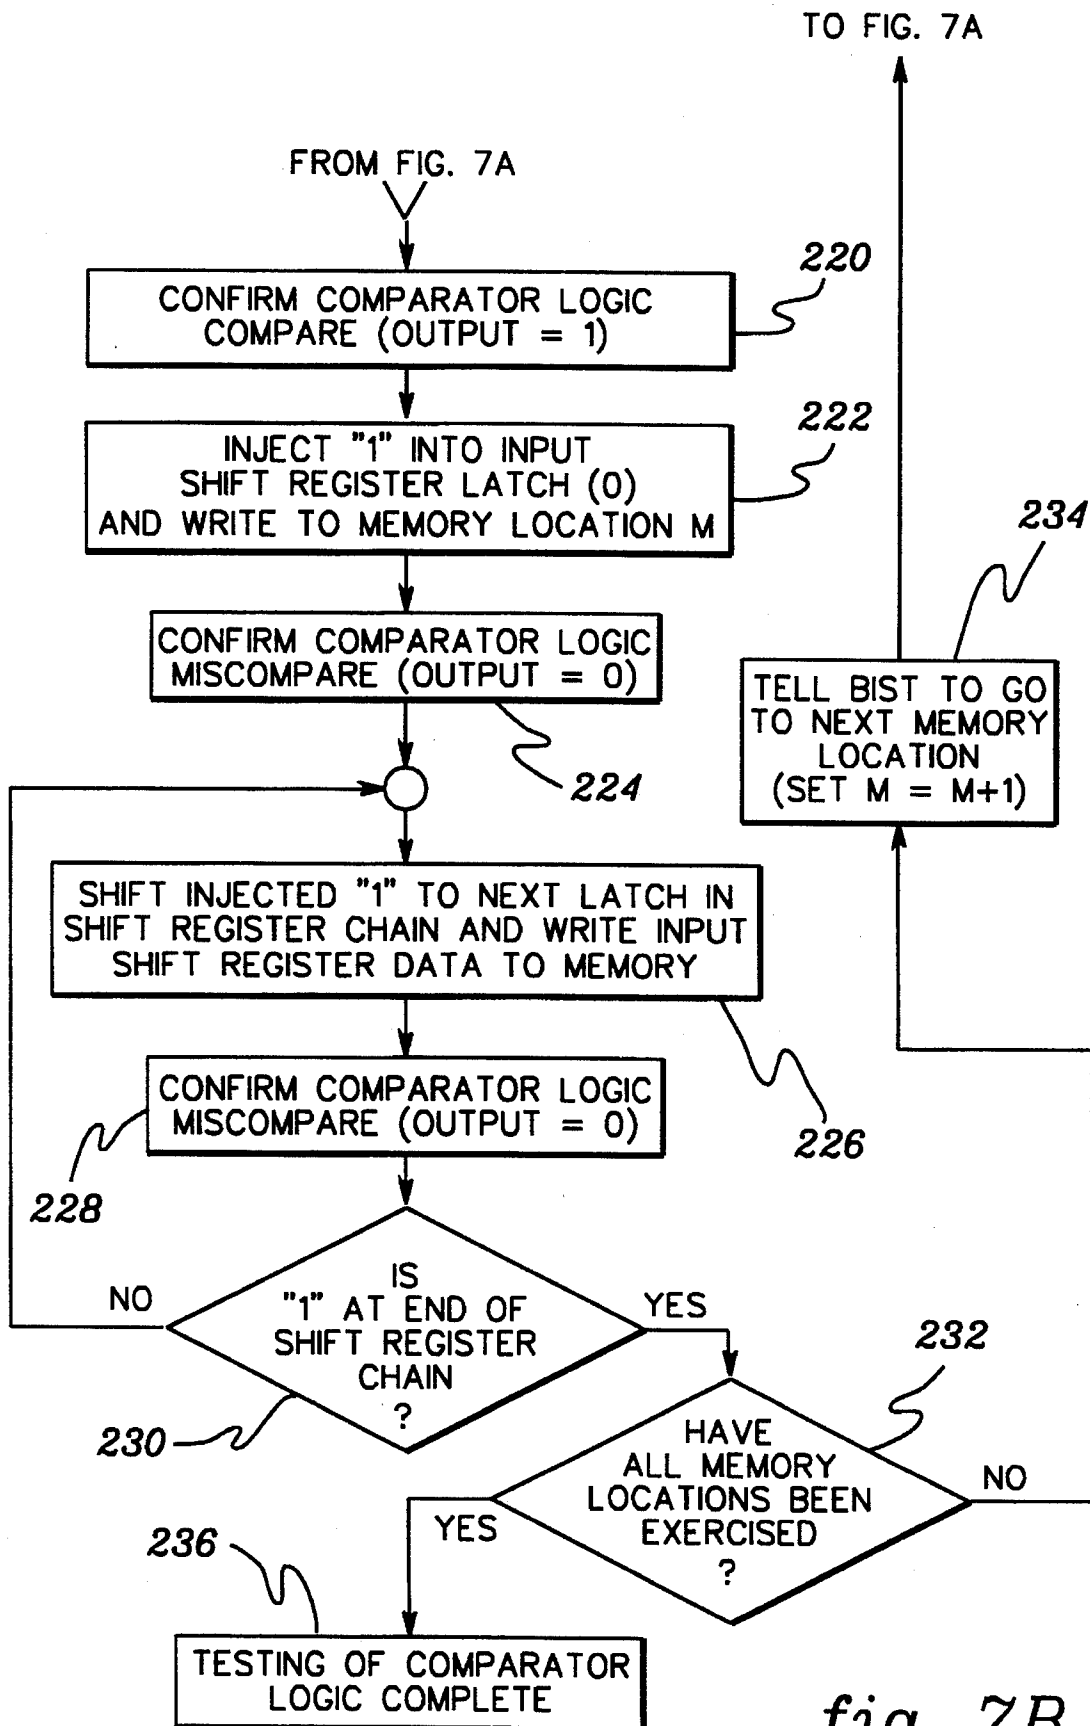 TO FIG. 7A
FROM FIG. 7A
220
CONFIRM COMPARATOR LOGIC
COMPARE (OUTPUT = 1)
222
INJECT "1" INTO INPUT
SHIFT REGISTER LATCH (0)
AND WRITE TO MEMORY LOCATION M
234
CONFIRM COMPARATOR LOGIC
MISCOMPARE (OUTPUT = 0)
224
TELL BIST TO GO
TO NEXT MEMORY
LOCATION
(SET M = M+1)
SHIFT INJECTED "1" TO NEXT LATCH IN
SHIFT REGISTER CHAIN AND WRITE INPUT
SHIFT REGISTER DATA TO MEMORY
226
CONFIRM COMPARATOR LOGIC
MISCOMPARE (OUTPUT = 0)
228
IS
"1" AT END OF
SHIFT REGISTER
CHAIN
?
NO
YES
230
232
HAVE
ALL MEMORY
LOCATIONS BEEN
EXERCISED
?
NO
YES
236
TESTING OF COMPARATOR
LOGIC COMPLETE
fig. 7B